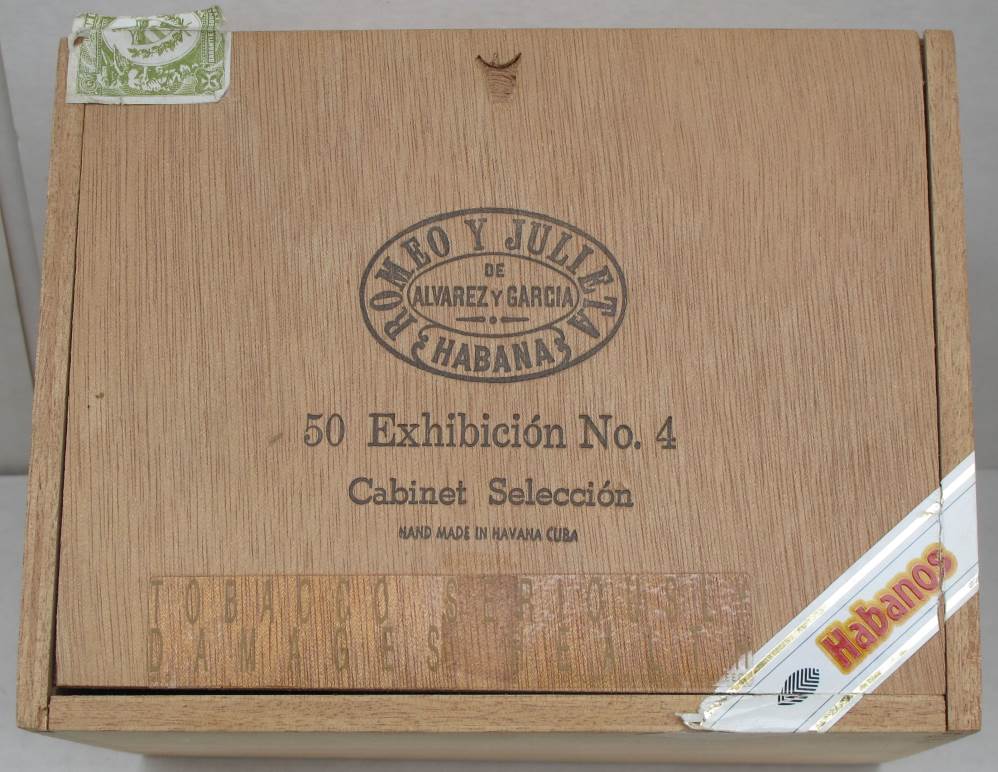 ROMEO Y JULIETA
DE
ALVAREZ Y GARCIA
HABANA
50 Exhibición No. 4
Cabinet Selección
HAND MADE IN HAVANA CUBA
TOBACCO SERIOUSLY
DAMAGES
Habanos